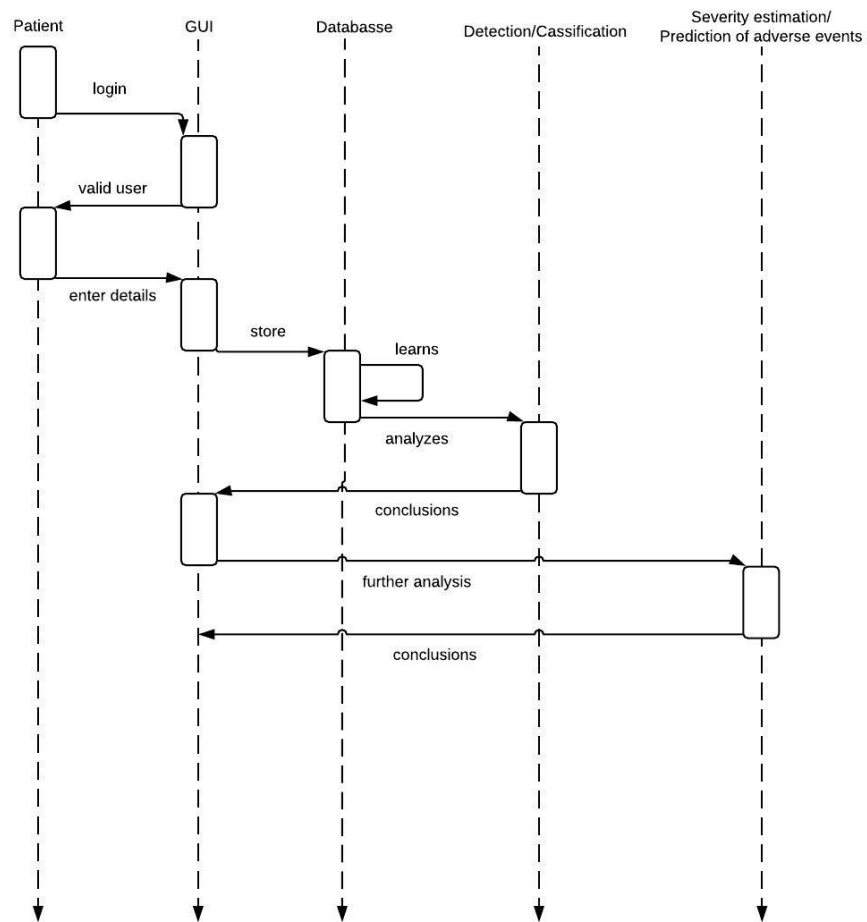 Patient
GUI
Databasse
Detection/Cassification
Severity estimation/
Prediction of adverse events
login
valid user
enter details
store
learns
analyzes
conclusions
further analysis
conclusions